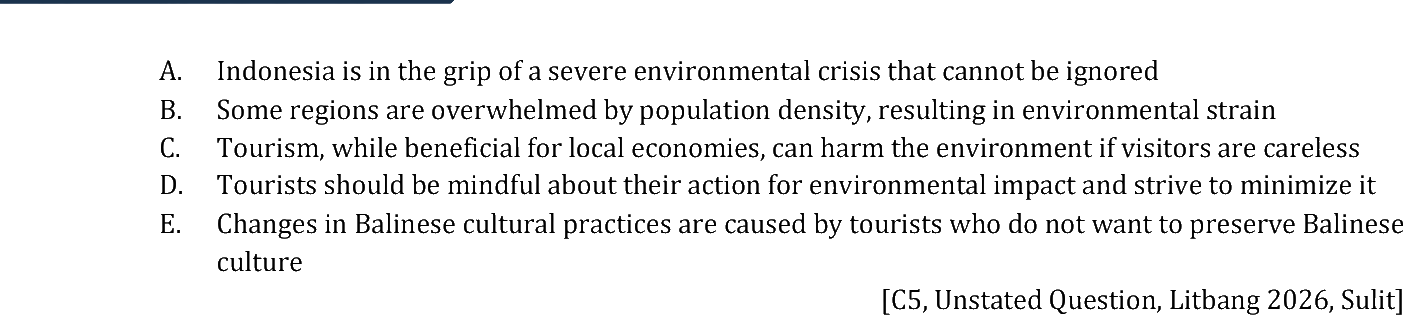 A. Indonesia is in the grip of a severe environmental crisis that cannot be ignored
B. Some regions are overwhelmed by population density, resulting in environmental strain
C. Tourism, while beneficial for local economies, can harm the environment if visitors are careless
D. Tourists should be mindful about their action for environmental impact and strive to minimize it
E. Changes in Balinese cultural practices are caused by tourists who do not want to preserve Balinese
culture
[C5, Unstated Question, Litbang 2026, Sulit]